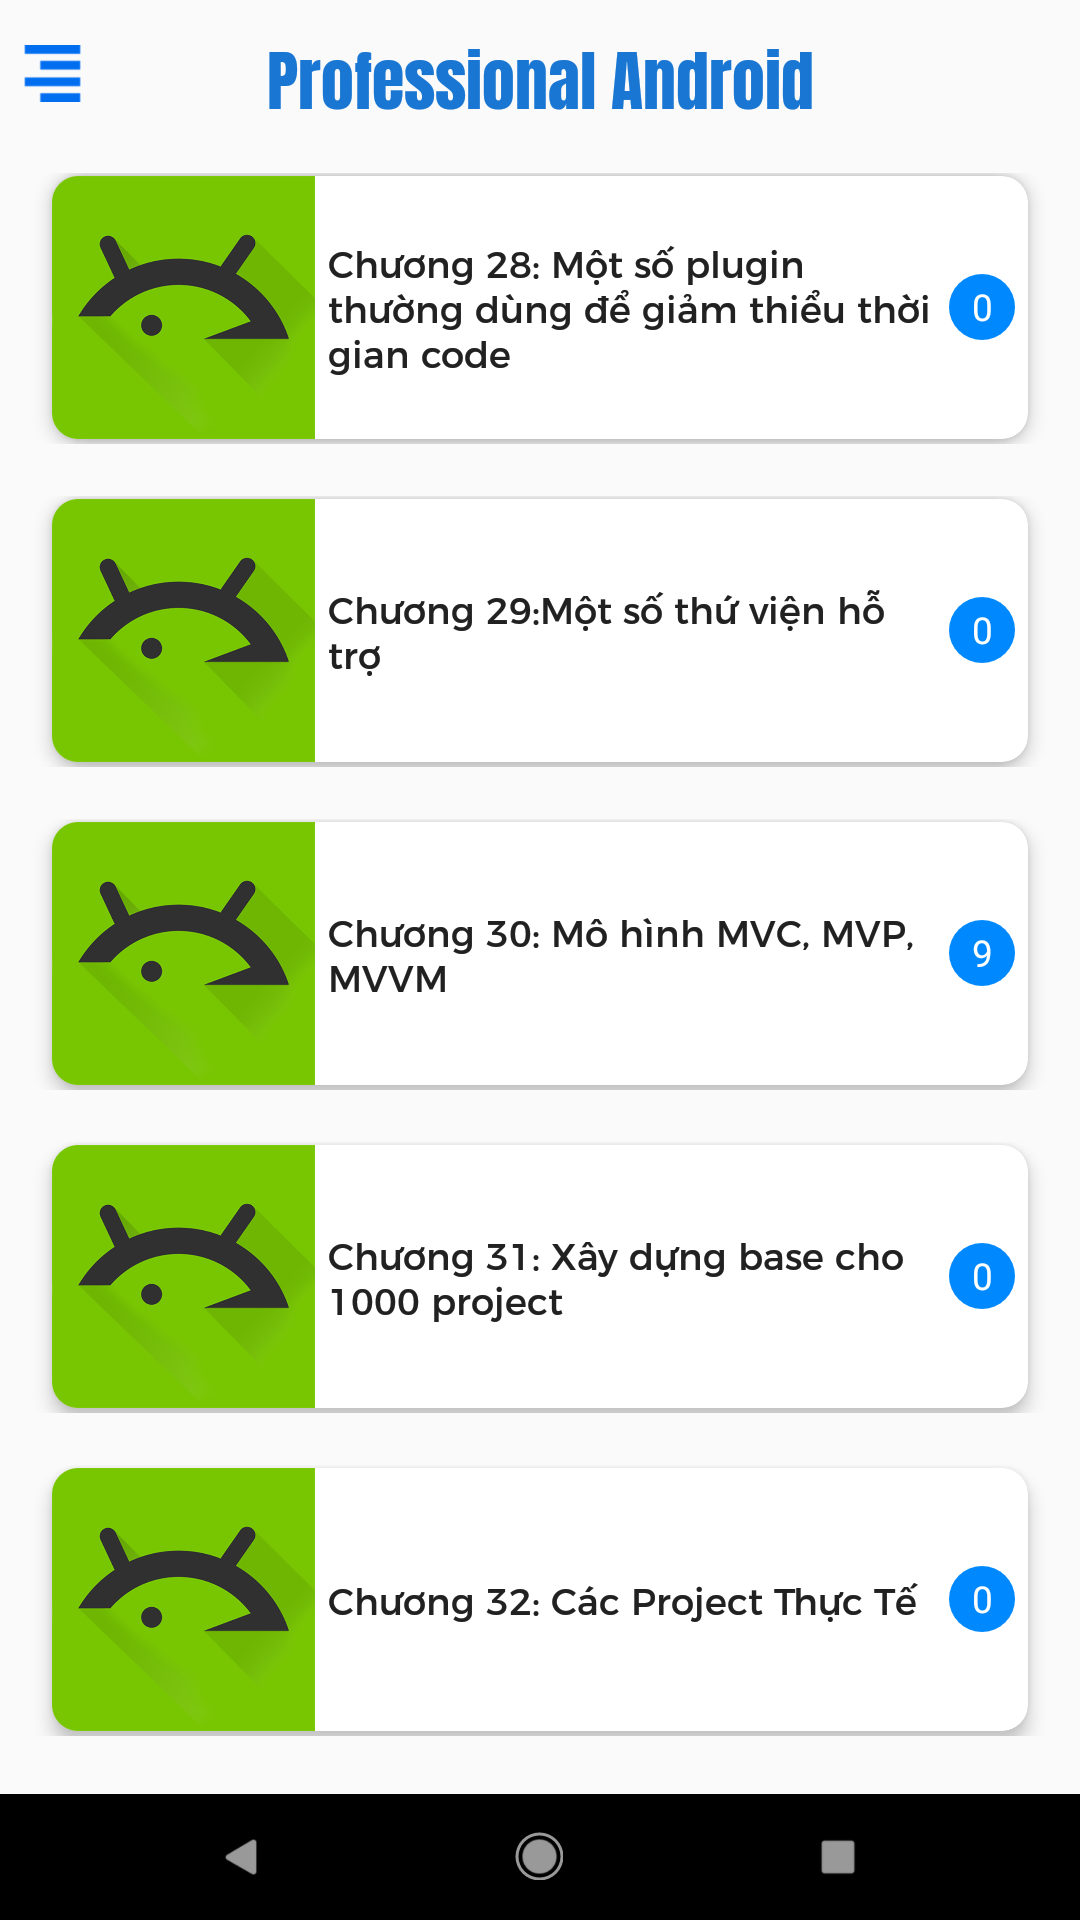 Professional Android
Chương 28: Một số plugin
thường dùng để giảm thiểu thời
gian code
0
Chương 29:Một số thứ viện hỗ
trợ
0
Chương 30: Mô hình MVC, MVP,
MVVM
9
Chương 31: Xây dựng base cho
1000 project
0
Chương 32: Các Project Thực Tế
0